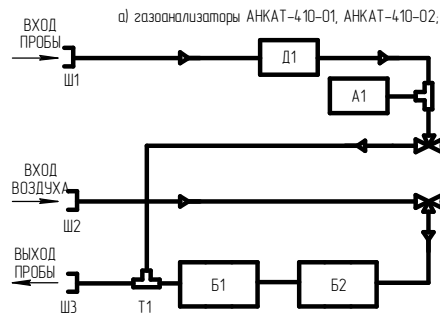 а) газоанализаторы АНКАТ-410-01, АНКАТ-410-02;
ВХОД
ПРОБЫ
Ш1
Д1
А1
ВХОД
ВОЗДУХА
Ш2
ВЫХОД
ПРОБЫ
Ш3
Т1
Б1
Б2